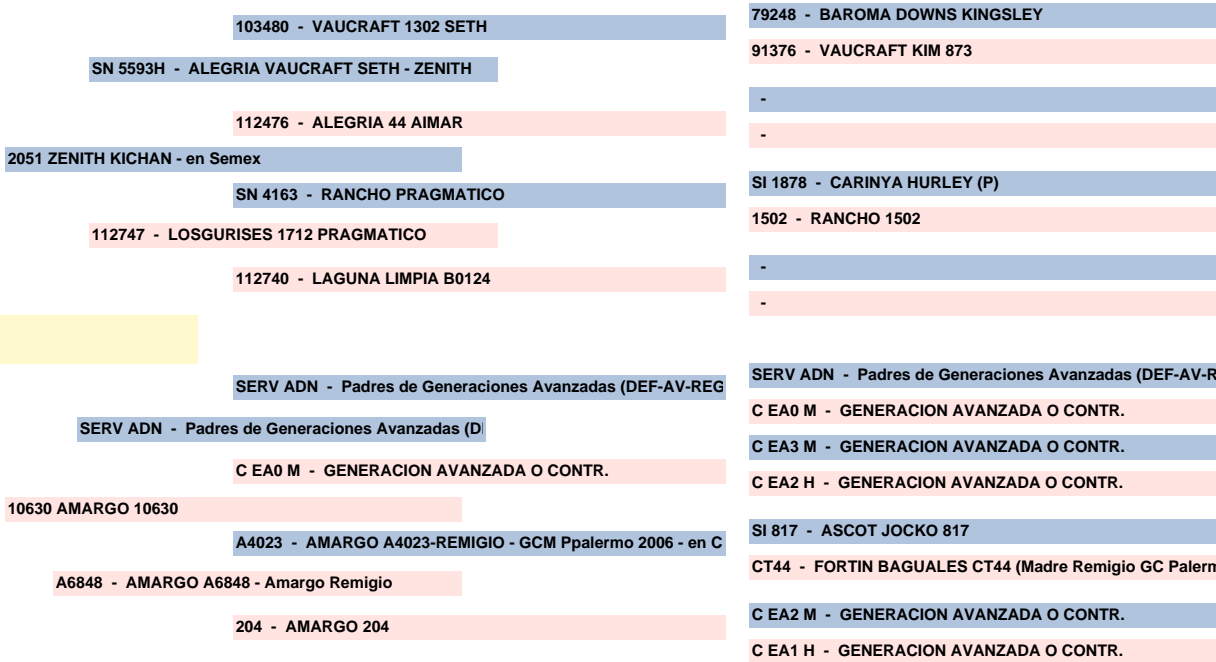 79248 - BAROMA DOWNS KINGSLEY
103480 - VAUCRAFT 1302 SETH
91376 - VAUCRAFT KIM 873
SN 5593H - ALEGRIA VAUCRAFT SETH - ZENITH
-
112476 - ALEGRIA 44 AIMAR
-
2051 ZENITH KICHAN - en Semex
SI 1878 - CARINYA HURLEY (P)
SN 4163 - RANCHO PRAGMATICO
1502 - RANCHO 1502
112747 - LOSGURISES 1712 PRAGMATICO
-
112740 - LAGUNA LIMPIA B0124
-
SERV ADN - Padres de Generaciones Avanzadas (DEF-AV-R
SERV ADN - Padres de Generaciones Avanzadas (DEF-AV-REG
C EA0 M - GENERACION AVANZADA O CONTR.
SERV ADN - Padres de Generaciones Avanzadas (D
C EA3 M - GENERACION AVANZADA O CONTR.
C EA0 M - GENERACION AVANZADA O CONTR.
C EA2 H - GENERACION AVANZADA O CONTR.
10630 AMARGO 10630
SI 817 - ASCOT JOCKO 817
A4023 - AMARGO A4023-REMIGIO - GCM Ppalermo 2006 - en C
CT44 - FORTIN BAGUALES CT44 (Madre Remigio GC Palerm
A6848 - AMARGO A6848 - Amargo Remigio
C EA2 M - GENERACION AVANZADA O CONTR.
204 - AMARGO 204
C EA1 H - GENERACION AVANZADA O CONTR.